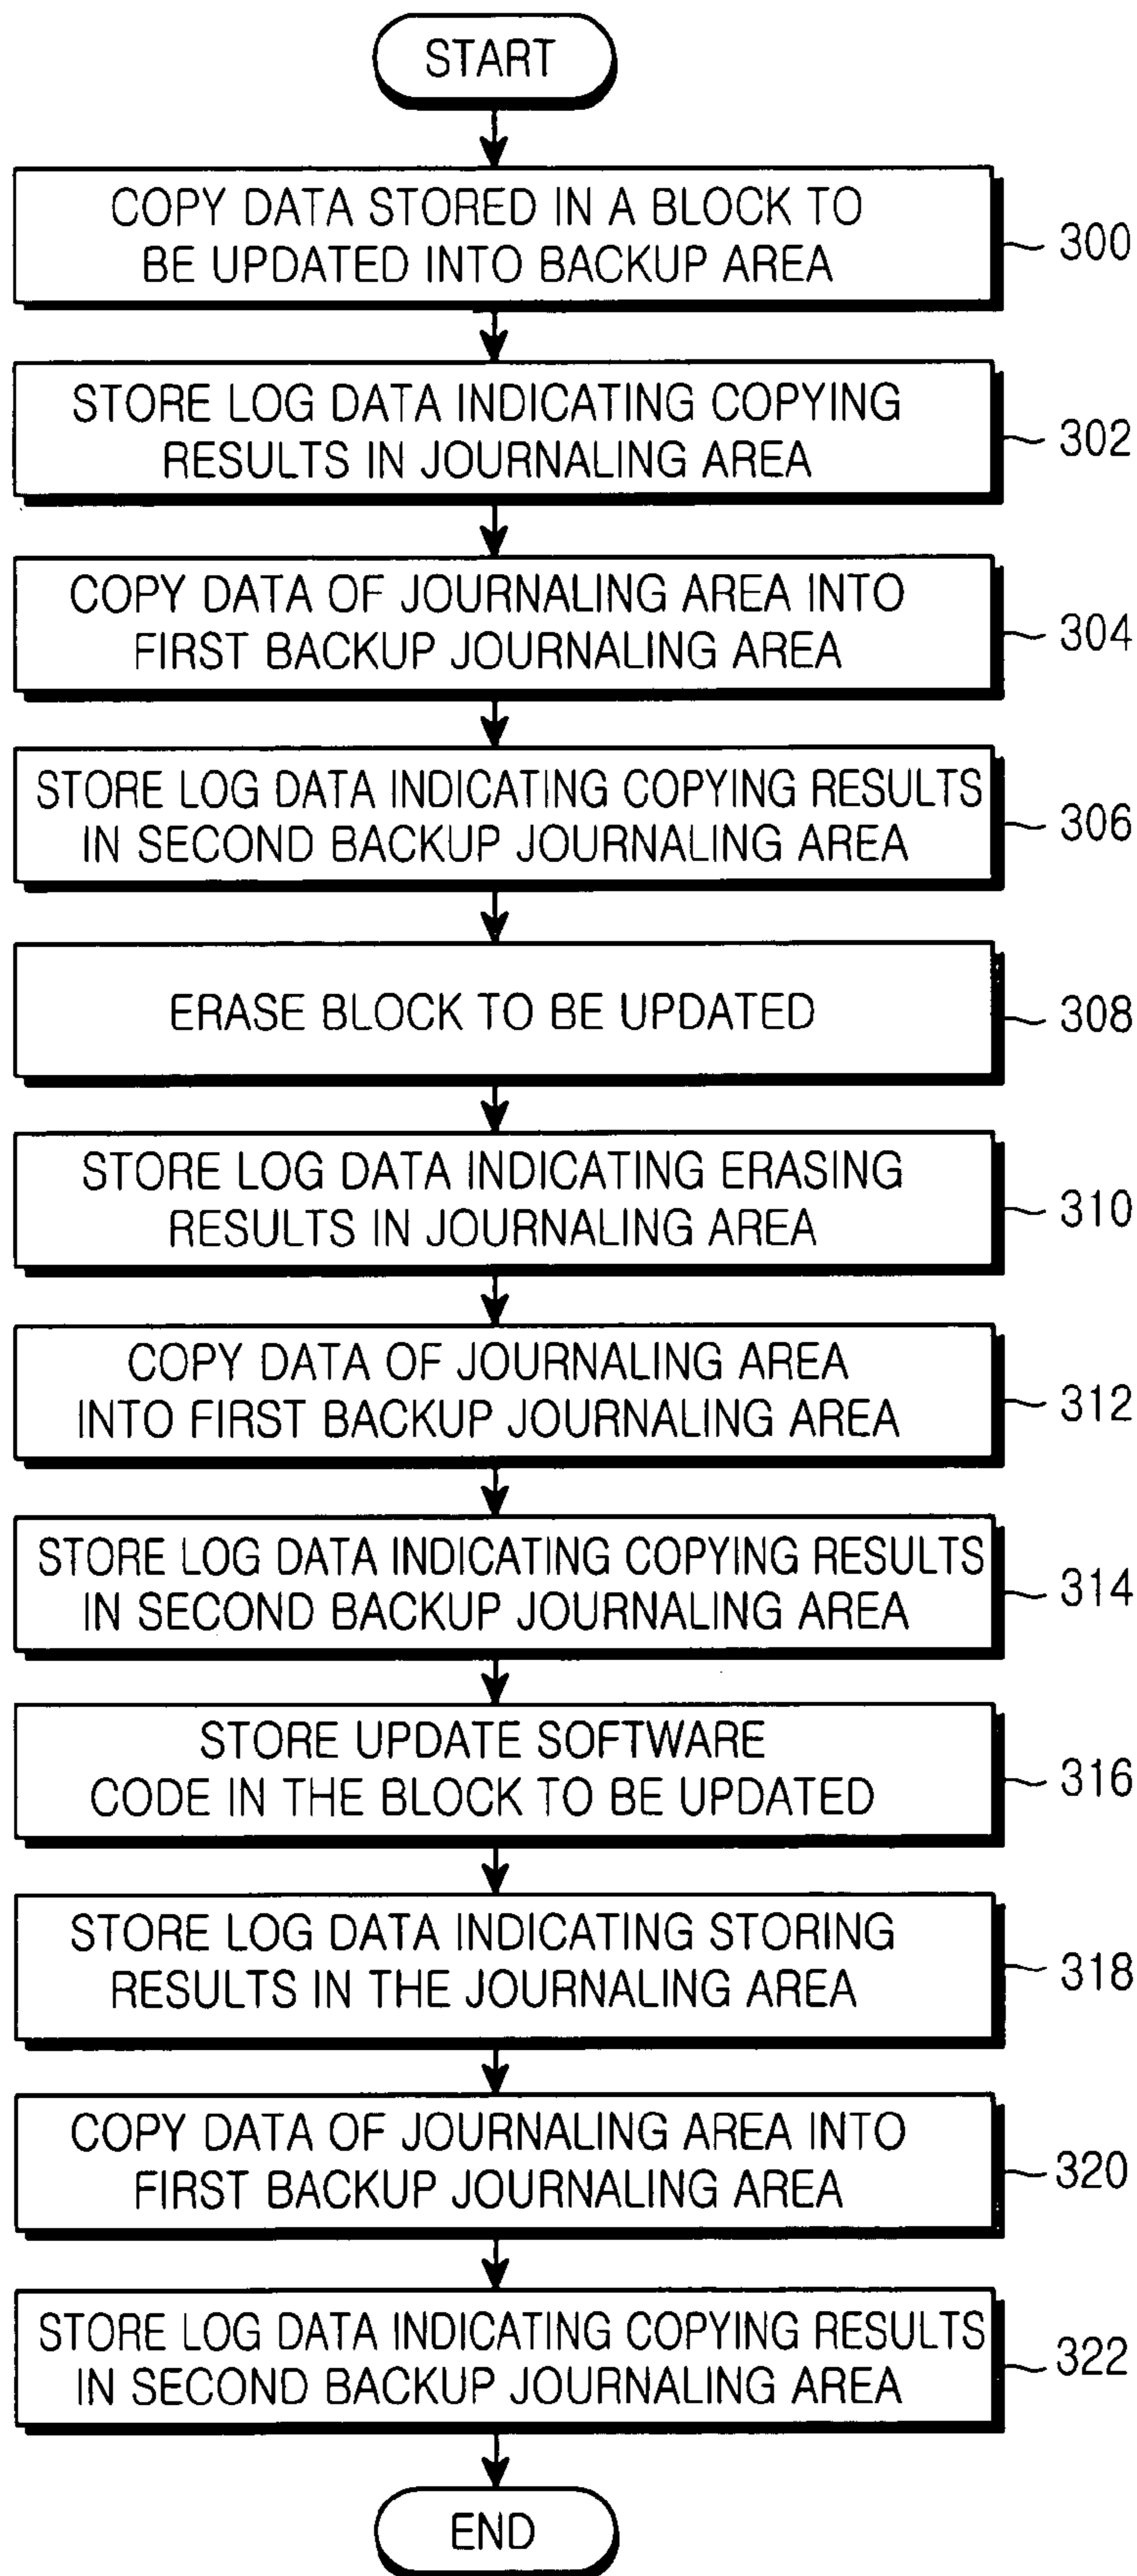 START
COPY DATA STORED IN A BLOCK TO
BE UPDATED INTO BACKUP AREA
300
STORE LOG DATA INDICATING COPYING
RESULTS IN JOURNALING AREA
302
COPY DATA OF JOURNALING AREA INTO
FIRST BACKUP JOURNALING AREA
304
STORE LOG DATA INDICATING COPYING RESULTS
IN SECOND BACKUP JOURNALING AREA
306
ERASE BLOCK TO BE UPDATED
308
STORE LOG DATA INDICATING ERASING
RESULTS IN JOURNALING AREA
310
COPY DATA OF JOURNALING AREA
INTO FIRST BACKUP JOURNALING AREA
312
STORE LOG DATA INDICATING COPYING RESULTS
IN SECOND BACKUP JOURNALING AREA
314
STORE UPDATE SOFTWARE
CODE IN THE BLOCK TO BE UPDATED
316
STORE LOG DATA INDICATING STORING
RESULTS IN THE JOURNALING AREA
318
COPY DATA OF JOURNALING AREA INTO
FIRST BACKUP JOURNALING AREA
320
STORE LOG DATA INDICATING COPYING RESULTS
IN SECOND BACKUP JOURNALING AREA
322
END